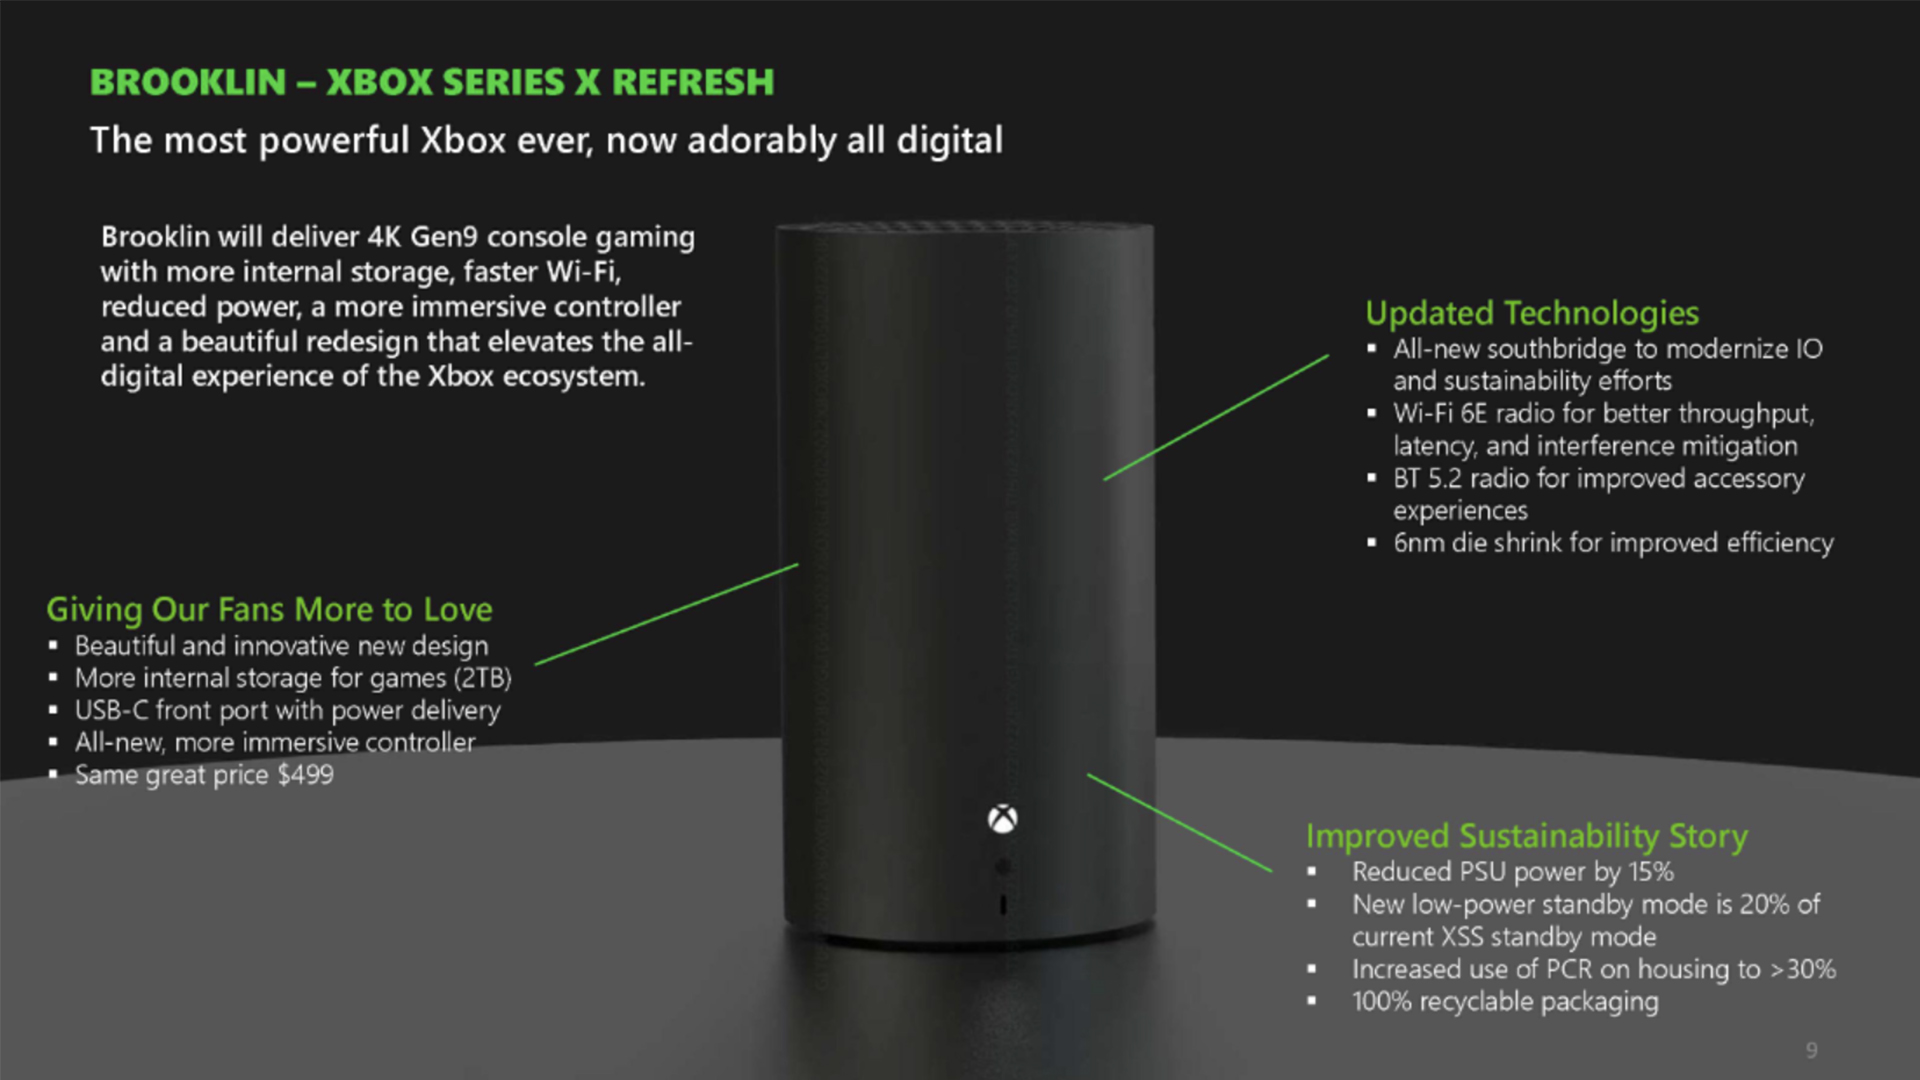 BROOKLIN – XBOX SERIES X REFRESH
The most powerful Xbox ever, now adorably all digital
Brooklin will deliver 4K Gen9 console gaming
with more internal storage, faster Wi-Fi,
reduced power, a more immersive controller
and a beautiful redesign that elevates the all-
digital experience of the Xbox ecosystem.
Updated Technologies
▪ All-new southbridge to modernize IO
and sustainability efforts
▪ Wi-Fi 6E radio for better throughput,
latency, and interference mitigation
▪ BT 5.2 radio for improved accessory
experiences
▪ 6nm die shrink for improved efficiency
Giving Our Fans More to Love
▪ Beautiful and innovative new design
▪ More internal storage for games (2TB)
▪ USB-C front port with power delivery
▪ All-new, more immersive controller
▪ Same great price $499
Improved Sustainability Story
▪ Reduced PSU power by 15%
▪ New low-power standby mode is 20% of
current XSS standby mode
▪ Increased use of PCR on housing to >30%
▪ 100% recyclable packaging
9